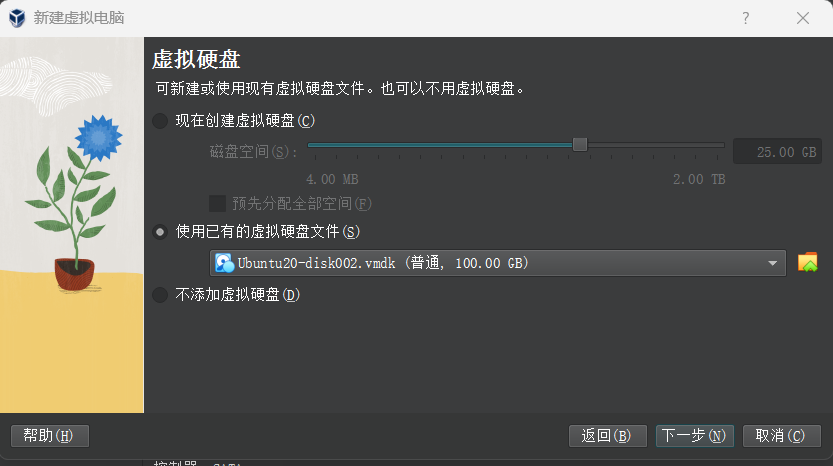 新建虚拟电脑
虚拟硬盘
可新建或使用现有虚拟硬盘文件。也可以不用虚拟硬盘。
现在创建虚拟硬盘(C)
磁盘空间(S): 25.00 GB
4.00 MB 2.00 TB
预先分配全部空间(F)
使用已有的虚拟硬盘文件(S)
Ubuntu20-disk002.vmdk (普通, 100.00 GB)
不添加虚拟硬盘(D)
帮助(H) 返回(B) 下一步(N) 取消(C)